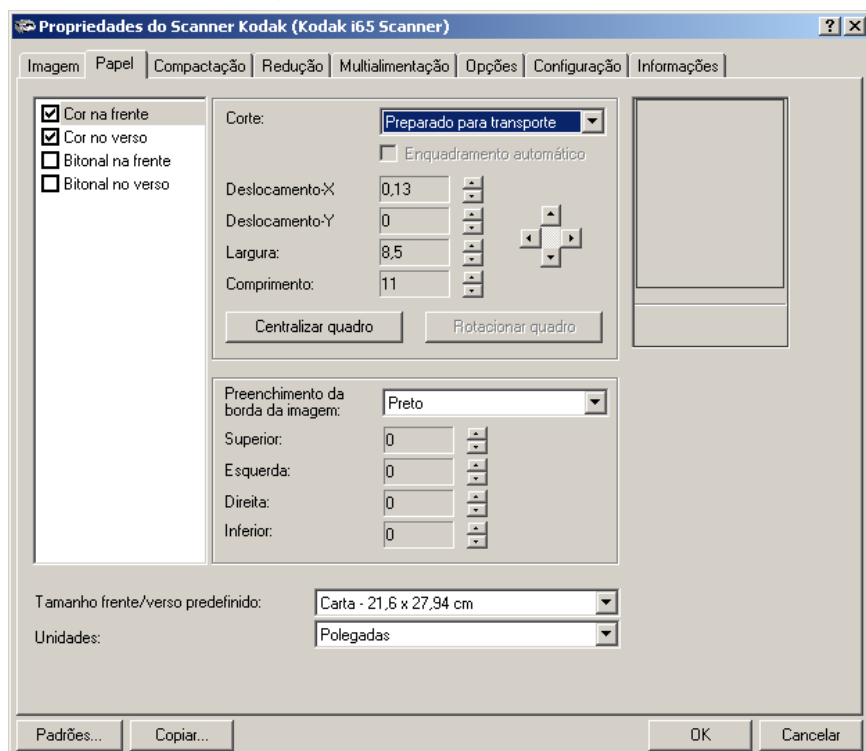 Propriedades do Scanner Kodak (Kodak i65 Scanner)
Imagem Papel Compactação Redução Multialimentação Opções Configuração Informações
Cor na frente
Cor no verso
Bitonal na frente
Bitonal no verso
Corte: Preparado para transporte
Enquadramento automático
Deslocamento-X 0,13
Deslocamento-Y 0
Largura: 8,5
Comprimento: 11
Centralizar quadro Rotacionar quadro
Preenchimento da
borda da imagem: Preto
Superior: 0
Esquerda: 0
Direita: 0
Inferior: 0
Tamanho frente/verso predefinido: Carta - 21,6 x 27,94 cm
Unidades: Polegadas
Padrões... Copiar... OK Cancelar